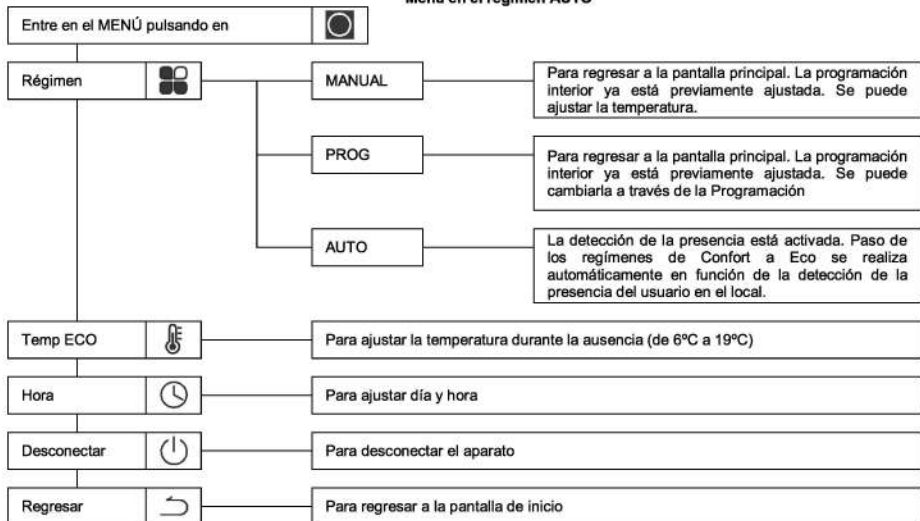 Menú en el régimen AUTO
Entre en el MENÚ pulsando en
Régimen
MANUAL
Para regresar a la pantalla principal. La programación
interior ya está previamente ajustada. Se puede
ajustar la temperatura.
PROG
Para regresar a la pantalla principal. La programación
interior ya está previamente ajustada. Se puede
cambiarla a través de la Programación
AUTO
La detección de la presencia está activada. Paso de
los regímenes de Confort a Eco se realiza
automáticamente en función de la detección de la
presencia del usuario en el local.
Temp ECO
Para ajustar la temperatura durante la ausencia (de 6ºC a 19ºC)
Hora
Para ajustar día y hora
Desconectar
Para desconectar el aparato
Regresar
Para regresar a la pantalla de inicio